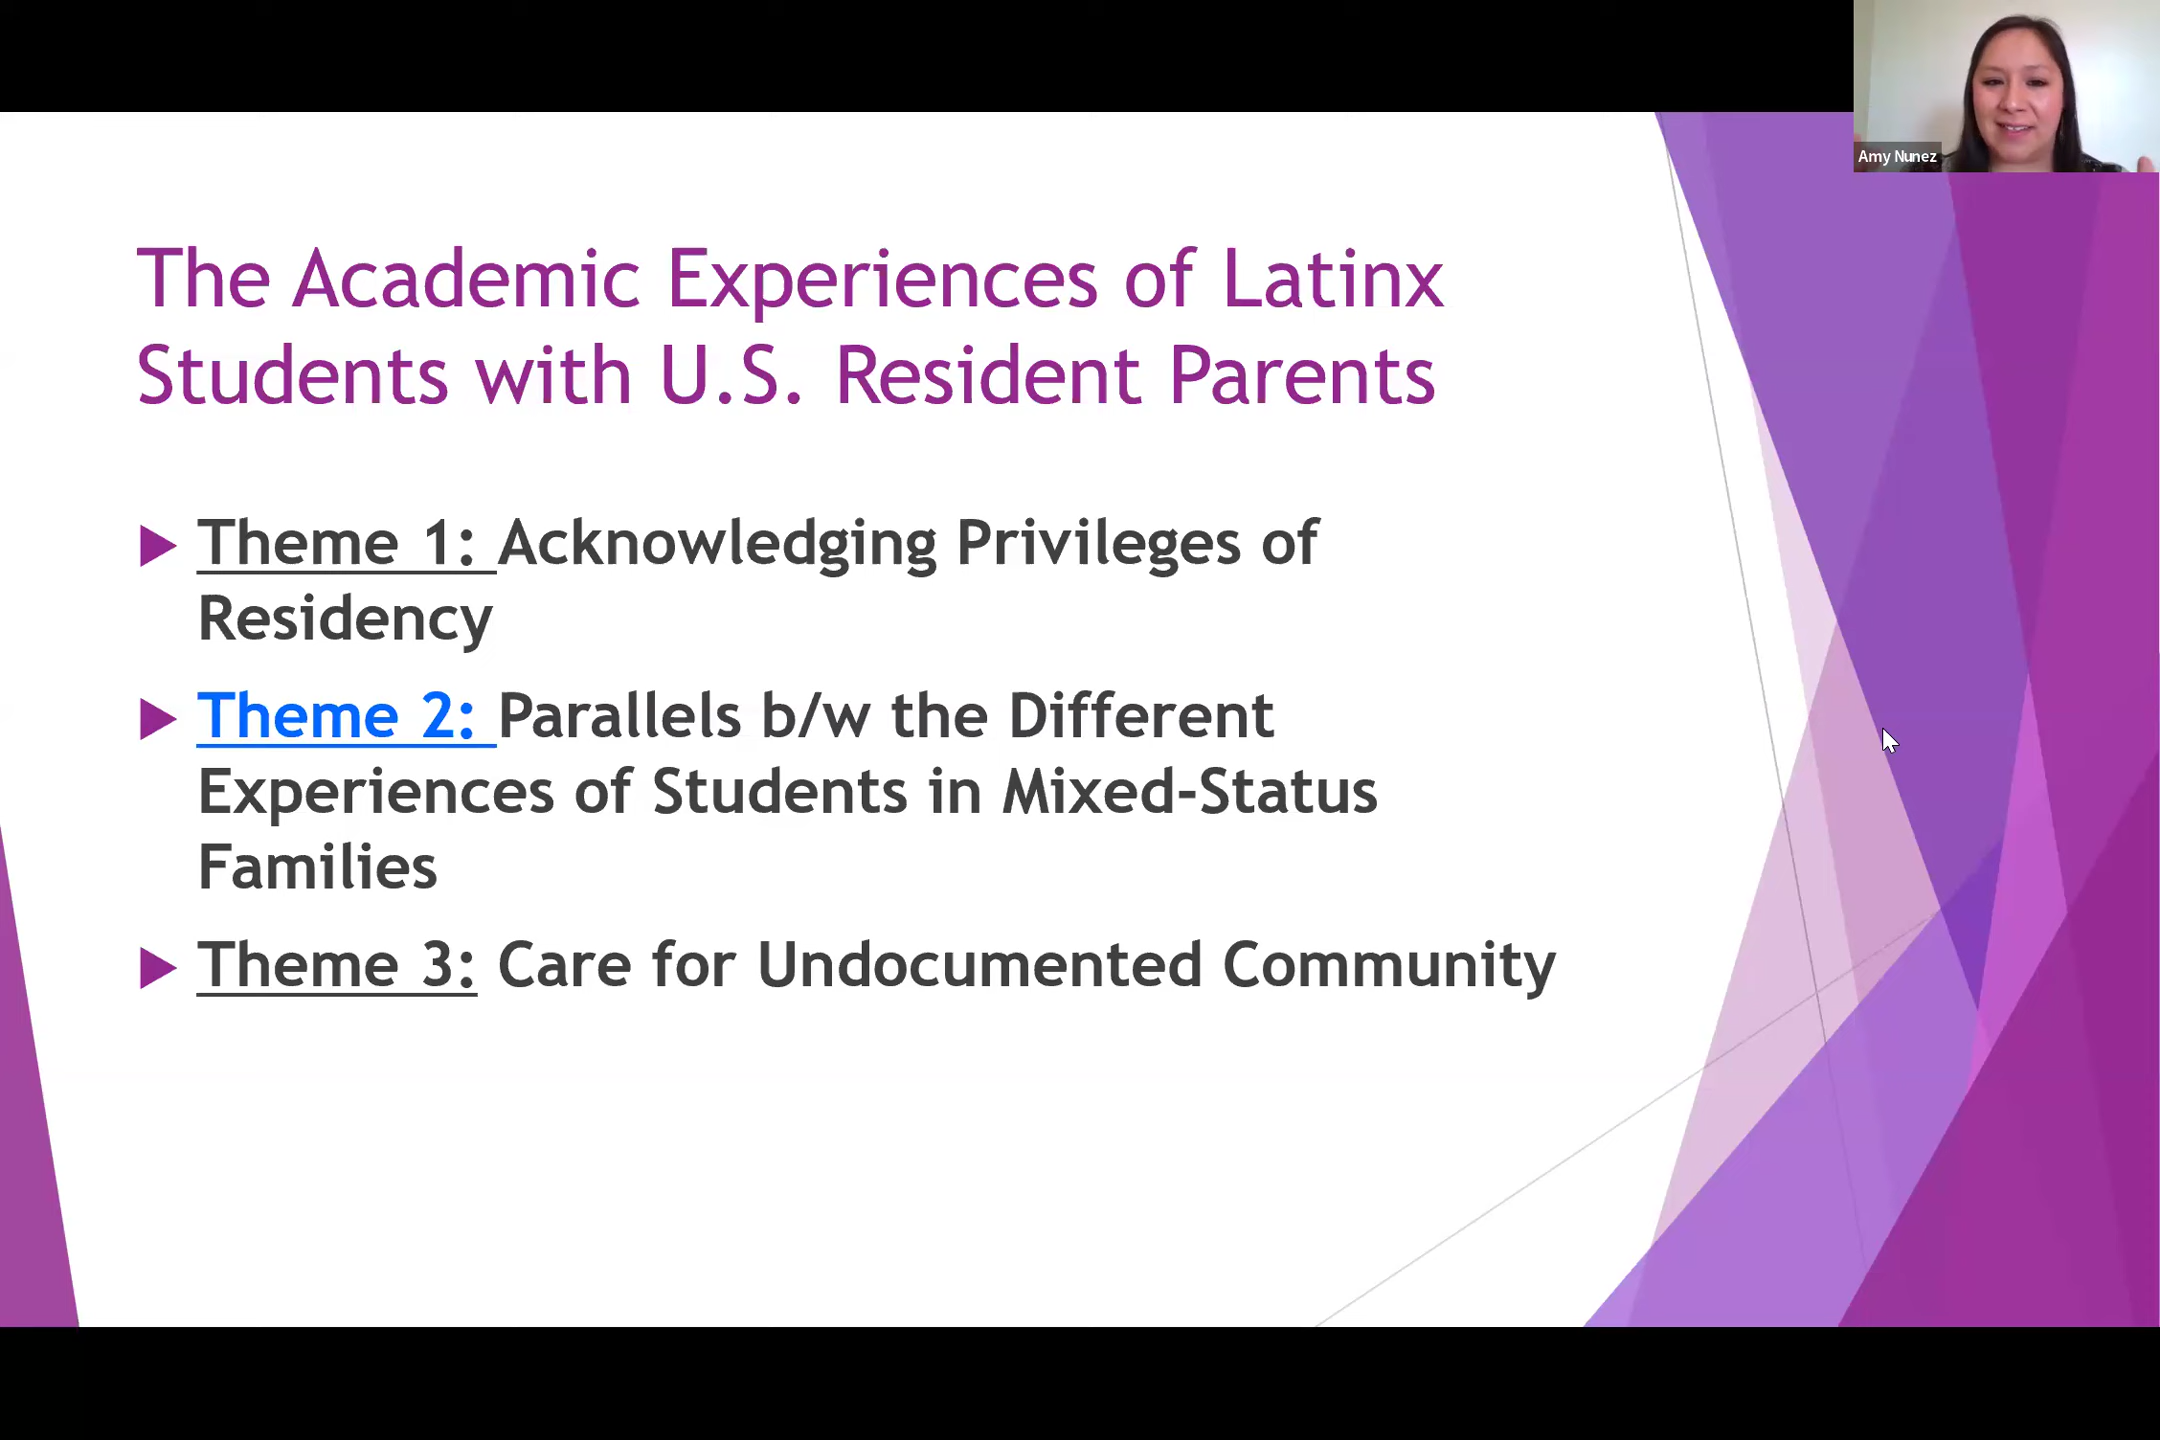 Amy Nunez
The Academic Experiences of Latinx
Students with U.S. Resident Parents
Theme 1: Acknowledging Privileges of
Residency
Theme 2: Parallels b/w the Different
Experiences of Students in Mixed-Status
Families
Theme 3: Care for Undocumented Community